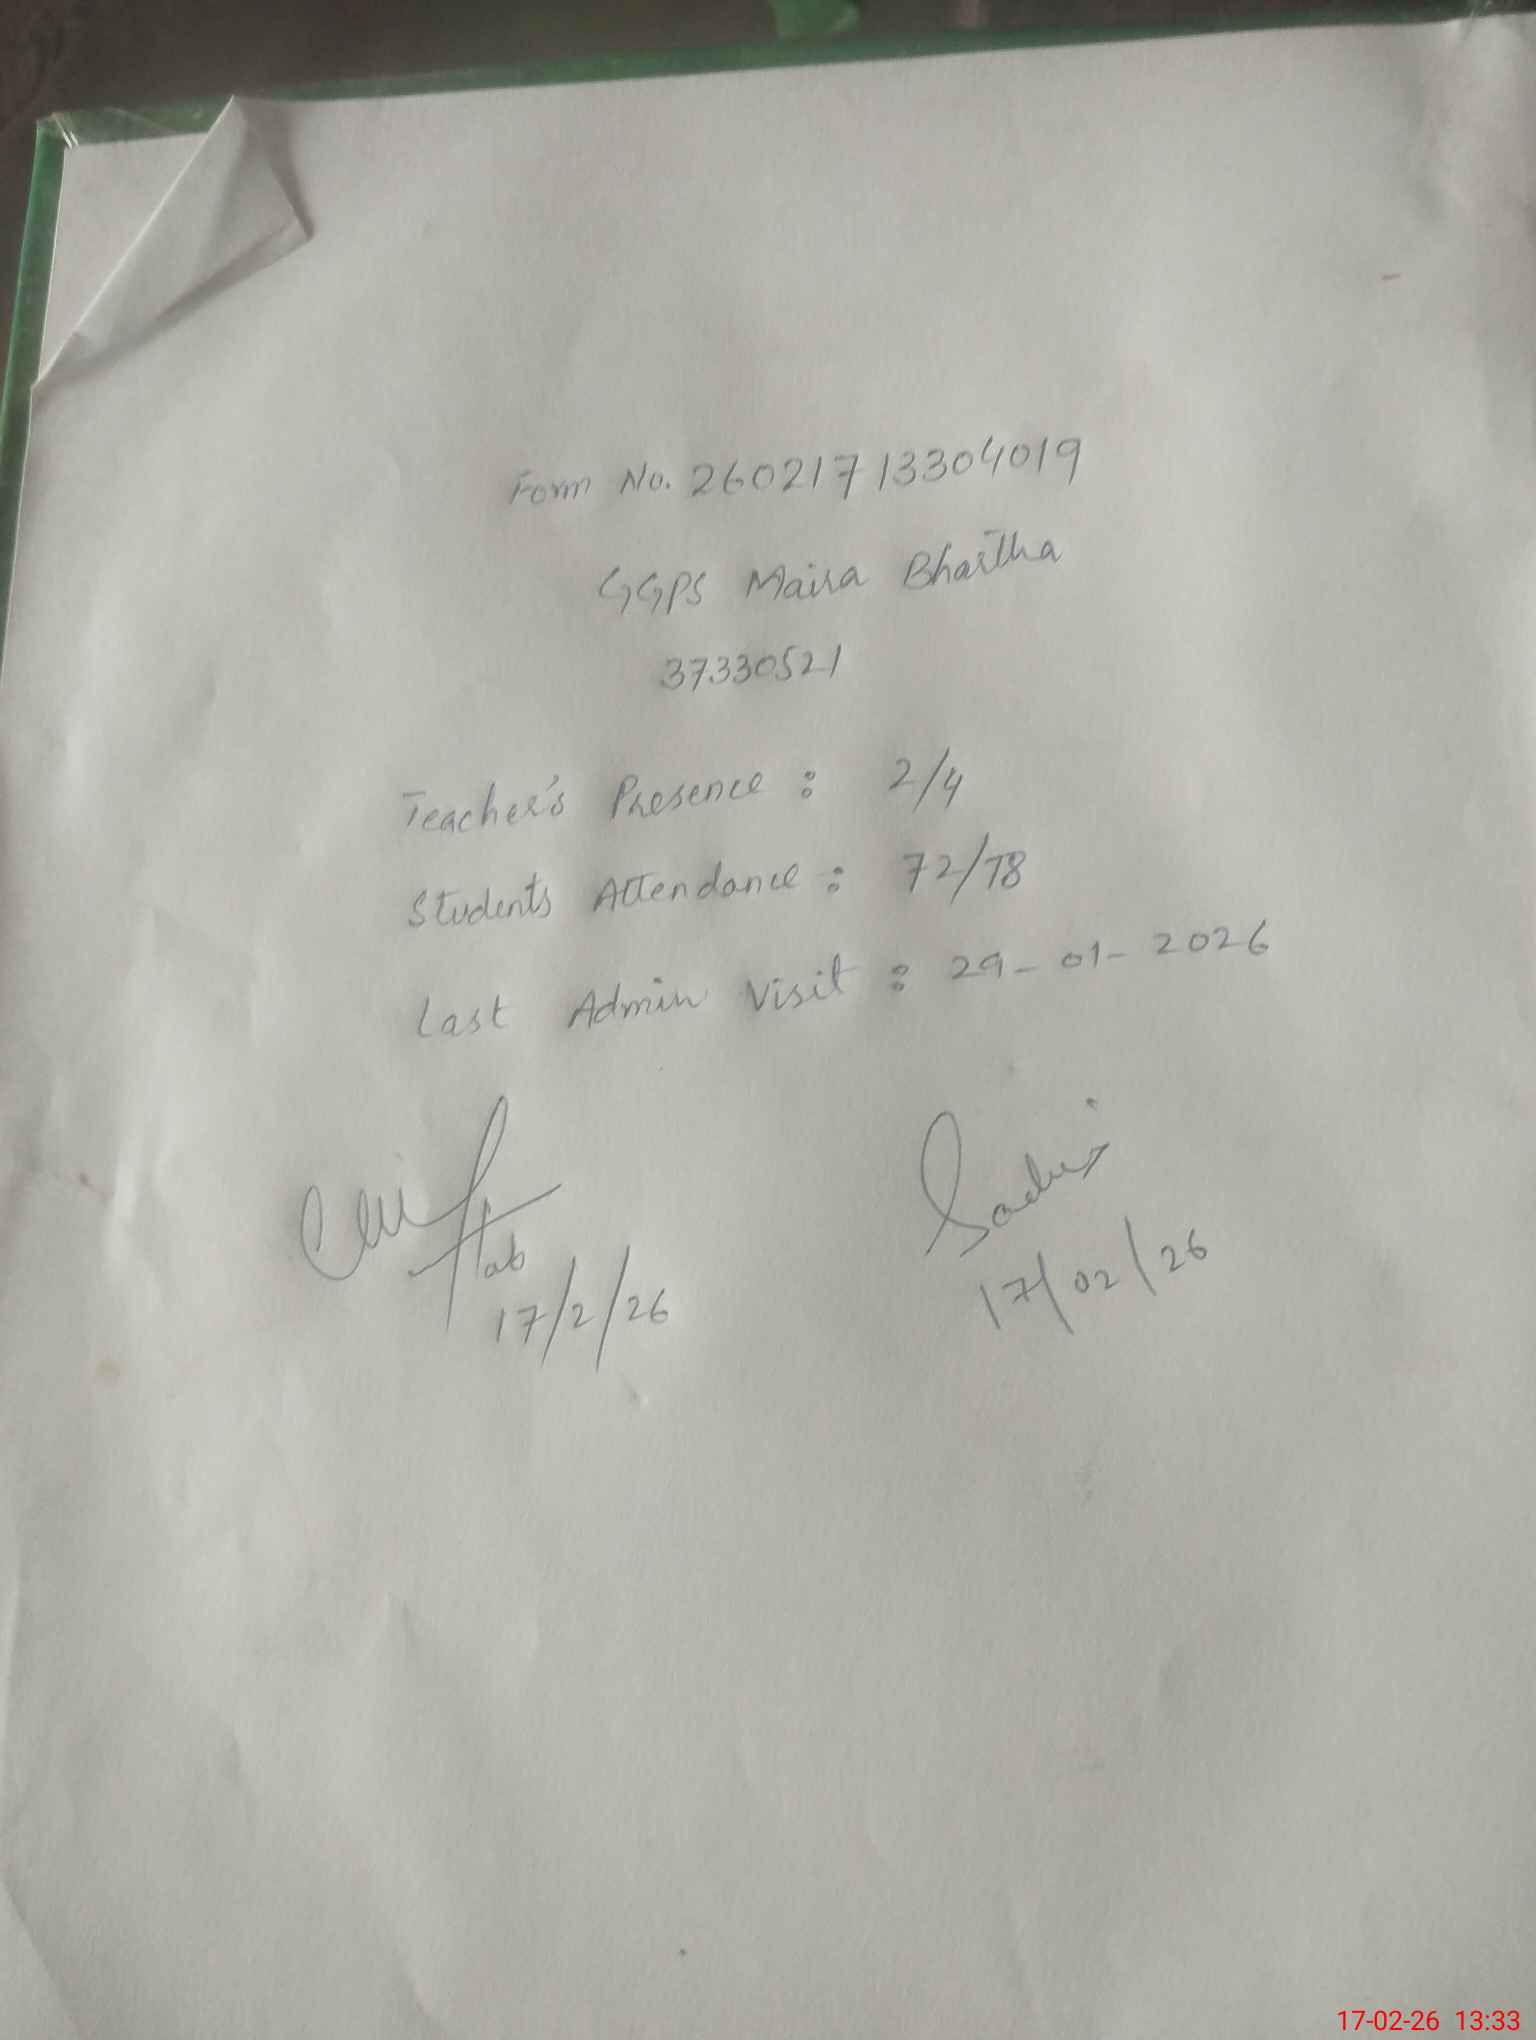 Form No. 26021713304019
GGPS Maira Bhartha
37330521
Teacher's Presence : 2/4
Students Attendance : 72/78
Last Admin Visit : 29-01-2026
17/2/26
17/02/26
17-02-26 13:33